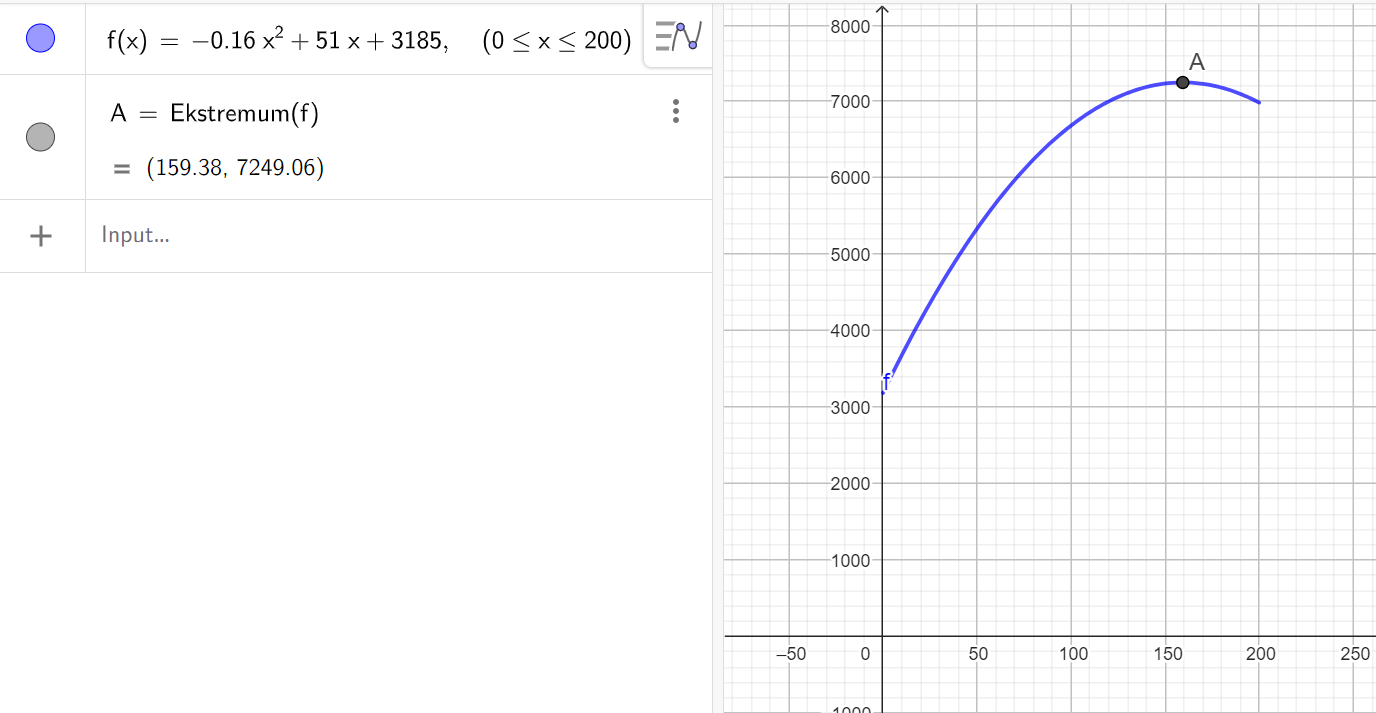 f(x) = −0.16 x² + 51 x + 3185, (0 ≤ x ≤ 200)
A = Ekstremum(f)
= (159.38, 7249.06)
+ Input...
8000
A
7000
6000
5000
4000
f
3000
2000
1000
–50 0 50 100 150 200 250